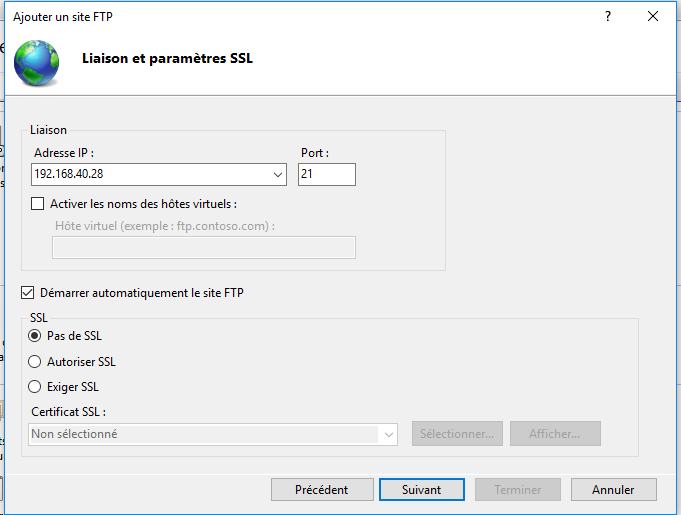 Ajouter un site FTP
?
Liaison et paramètres SSL
Liaison
Adresse IP :
Port :
192.168.40.28
21
Activer les noms des hôtes virtuels :
Hôte virtuel (exemple : ftp.contoso.com) :
Démarrer automatiquement le site FTP
SSL
Pas de SSL
Autoriser SSL
Exiger SSL
Certificat SSL :
Non sélectionné
Sélectionner...
Afficher...
Précédent
Suivant
Terminer
Annuler